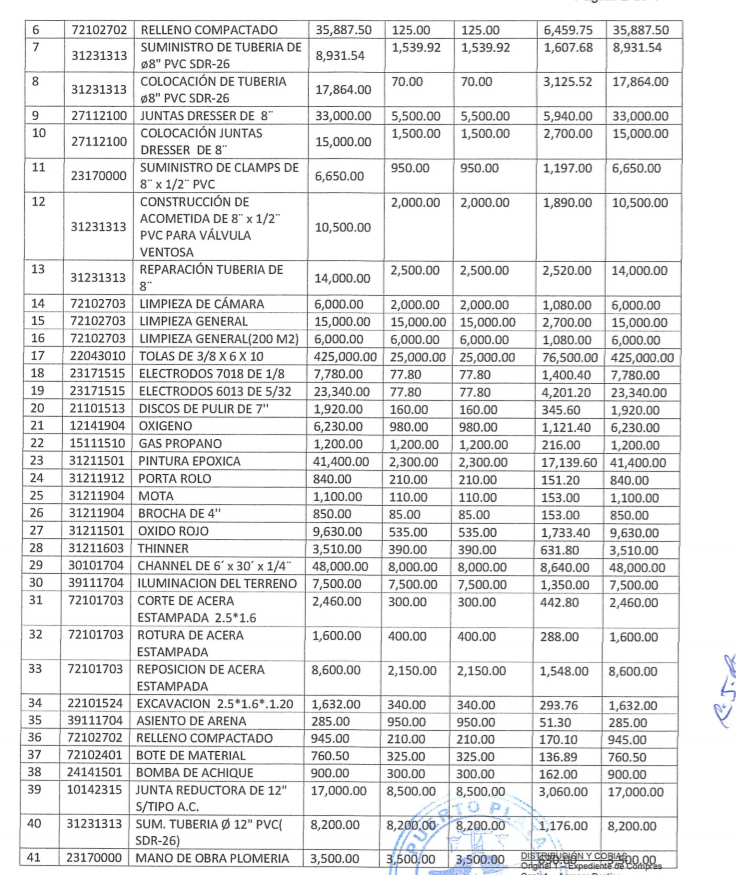 6 72102702 RELLENO COMPACTADO 35,887.50 125.00 125.00 6,459.75 35,887.50
7 31231313 SUMINISTRO DE TUBERIA DE 8,931.54 1,539.92 1,539.92 1,607.68 8,931.54
ø8" PVC SDR-26
8 31231313 COLOCACIÓN DE TUBERIA 17,864.00 70.00 70.00 3,125.52 17,864.00
ø8" PVC SDR-26
9 27112100 JUNTAS DRESSER DE 8¨ 33,000.00 5,500.00 5,500.00 5,940.00 33,000.00
10 27112100 COLOCACIÓN JUNTAS 15,000.00 1,500.00 1,500.00 2,700.00 15,000.00
DRESSER DE 8¨
11 23170000 SUMINISTRO DE CLAMPS DE 6,650.00 950.00 950.00 1,197.00 6,650.00
8¨ x 1/2¨ PVC
12 31231313 CONSTRUCCIÓN DE 10,500.00 2,000.00 2,000.00 1,890.00 10,500.00
ACOMETIDA DE 8¨ x 1/2¨
PVC PARA VÁLVULA
VENTOSA
13 31231313 REPARACIÓN TUBERIA DE 14,000.00 2,500.00 2,500.00 2,520.00 14,000.00
8¨
14 72102703 LIMPIEZA DE CÁMARA 6,000.00 2,000.00 2,000.00 1,080.00 6,000.00
15 72102703 LIMPIEZA GENERAL 15,000.00 15,000.00 15,000.00 2,700.00 15,000.00
16 72102703 LIMPIEZA GENERAL(200 M2) 6,000.00 6,000.00 6,000.00 1,080.00 6,000.00
17 22043010 TOLAS DE 3/8 X 6 X 10 425,000.00 25,000.00 25,000.00 76,500.00 425,000.00
18 23171515 ELECTRODOS 7018 DE 1/8 7,780.00 77.80 77.80 1,400.40 7,780.00
19 23171515 ELECTRODOS 6013 DE 5/32 23,340.00 77.80 77.80 4,201.20 23,340.00
20 21101513 DISCOS DE PULIR DE 7'' 1,920.00 160.00 160.00 345.60 1,920.00
21 12141904 OXIGENO 6,230.00 980.00 980.00 1,121.40 6,230.00
22 15111510 GAS PROPANO 1,200.00 1,200.00 1,200.00 216.00 1,200.00
23 31211501 PINTURA EPOXICA 41,400.00 2,300.00 2,300.00 17,139.60 41,400.00
24 31211912 PORTA ROLO 840.00 210.00 210.00 151.20 840.00
25 31211904 MOTA 1,100.00 110.00 110.00 153.00 1,100.00
26 31211904 BROCHA DE 4'' 850.00 85.00 85.00 153.00 850.00
27 31211501 OXIDO ROJO 9,630.00 535.00 535.00 1,733.40 9,630.00
28 31211603 THINNER 3,510.00 390.00 390.00 631.80 3,510.00
29 30101704 CHANNEL DE 6´ x 30´ x 1/4¨ 48,000.00 8,000.00 8,000.00 8,640.00 48,000.00
30 39111704 ILUMINACION DEL TERRENO 7,500.00 7,500.00 7,500.00 1,350.00 7,500.00
31 72101703 CORTE DE ACERA 2,460.00 300.00 300.00 442.80 2,460.00
ESTAMPADA 2.5*1.6
32 72101703 ROTURA DE ACERA 1,600.00 400.00 400.00 288.00 1,600.00
ESTAMPADA
33 72101703 REPOSICION DE ACERA 8,600.00 2,150.00 2,150.00 1,548.00 8,600.00
ESTAMPADA
34 22101524 EXCAVACION 2.5*1.6*.1.20 1,632.00 340.00 340.00 293.76 1,632.00
35 39111704 ASIENTO DE ARENA 285.00 950.00 950.00 51.30 285.00
36 72102702 RELLENO COMPACTADO 945.00 210.00 210.00 170.10 945.00
37 72102401 BOTE DE MATERIAL 760.50 325.00 325.00 136.89 760.50
38 24141501 BOMBA DE ACHIQUE 900.00 300.00 300.00 162.00 900.00
39 10142315 JUNTA REDUCTORA DE 12" 17,000.00 8,500.00 8,500.00 3,060.00 17,000.00
S/TIPO A.C.
40 31231313 SUM. TUBERIA Ø 12" PVC( 8,200.00 8,200.00 8,200.00 1,176.00 8,200.00
SDR-26)
PUERTO PLA
41 23170000 MANO DE OBRA PLOMERIA 3,500.00 3,500.00 3,500.00 630.00 3,500.00
DISTRIBUCIÓN Y COPIAS
Original 1 – Expediente de Compras